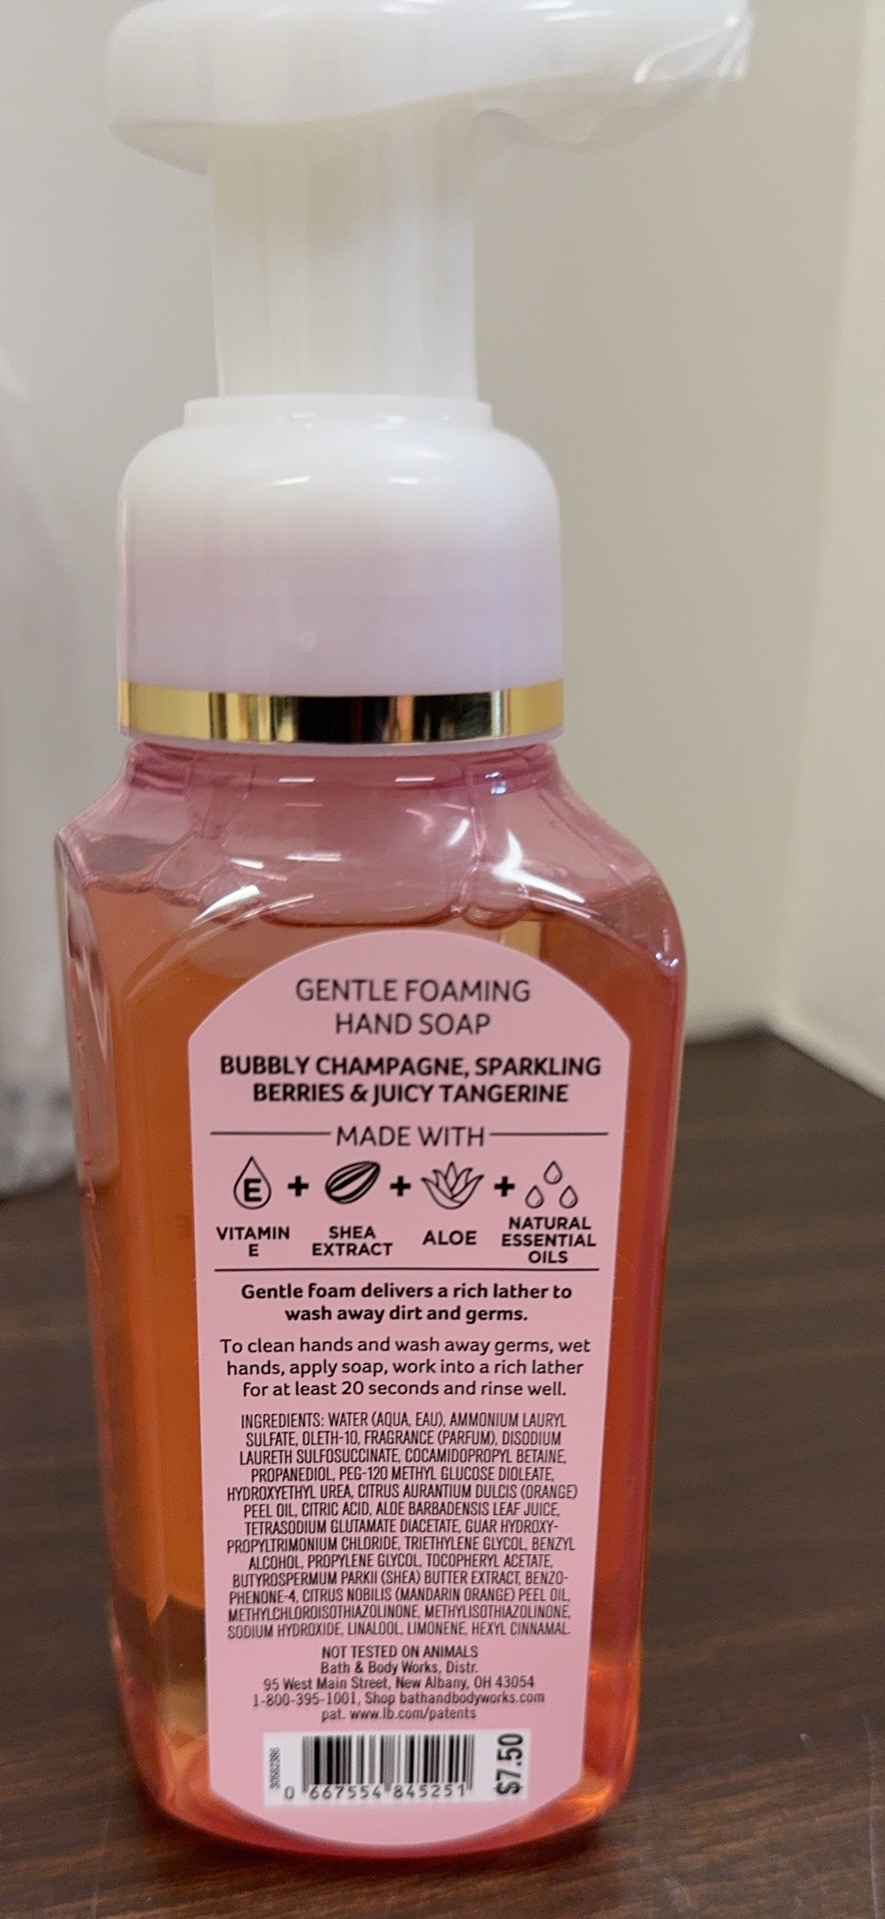 GENTLE FOAMING
HAND SOAP
BUBBLY CHAMPAGNE, SPARKLING
BERRIES & JUICY TANGERINE
MADE WITH
E + + +
VITAMIN E
SHEA EXTRACT
ALOE
NATURAL ESSENTIAL OILS
Gentle foam delivers a rich lather to
wash away dirt and germs.
To clean hands and wash away germs, wet
hands, apply soap, work into a rich lather
for at least 20 seconds and rinse well.
INGREDIENTS: WATER (AQUA, EAU), AMMONIUM LAURYL
SULFATE, OLETH-10, FRAGRANCE (PARFUM), DISODIUM
LAURETH SULFOSUCCINATE, COCAMIDOPROPYL BETAINE,
PROPANEDIOL, PEG-120 METHYL GLUCOSE DIOLEATE,
HYDROXYETHYL UREA, CITRUS AURANTIUM DULCIS (ORANGE)
PEEL OIL, CITRIC ACID, ALOE BARBADENSIS LEAF JUICE,
TETRASODIUM GLUTAMATE DIACETATE, GUAR HYDROXY-
PROPYLTRIMONIUM CHLORIDE, TRIETHYLENE GLYCOL, BENZYL
ALCOHOL, PROPYLENE GLYCOL, TOCOPHERYL ACETATE,
BUTYROSPERMUM PARKII (SHEA) BUTTER EXTRACT, BENZO-
PHENONE-4, CITRUS NOBILIS (MANDARIN ORANGE) PEEL OIL,
METHYLCHLOROISOTHIAZOLINONE, METHYLISOTHIAZOLINONE,
SODIUM HYDROXIDE, LINALOOL, LIMONENE, HEXYL CINNAMAL.
NOT TESTED ON ANIMALS
Bath & Body Works, Distr.
95 West Main Street, New Albany, OH 43054
1-800-395-1001, Shop bathandbodyworks.com
pat. www.lb.com/patents
0 667554 845251
$7.50